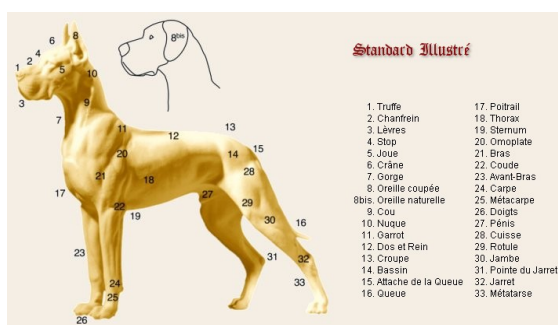 Standard Illustré
1. Truffe
2. Chanfrein
3. Lèvres
4. Stop
5. Joue
6. Crâne
7. Gorge
8. Oreille coupée
8bis. Oreille naturelle
9. Cou
10. Nuque
11. Garrot
12. Dos et Rein
13. Croupe
14. Bassin
15. Attache de la Queue
16. Queue
17. Poitrail
18. Thorax
19. Sternum
20. Omoplate
21. Bras
22. Coude
23. Avant-Bras
24. Carpe
25. Métacarpe
26. Doigts
27. Pénis
28. Cuisse
29. Rotule
30. Jambe
31. Pointe du Jarret
32. Jarret
33. Métatarse
8bis
6
8
4
2
1
5
10
3
9
7
11
12
13
15
20
14
28
21
18
17
27
22
19
29
30
16
23
31
32
24
33
25
26